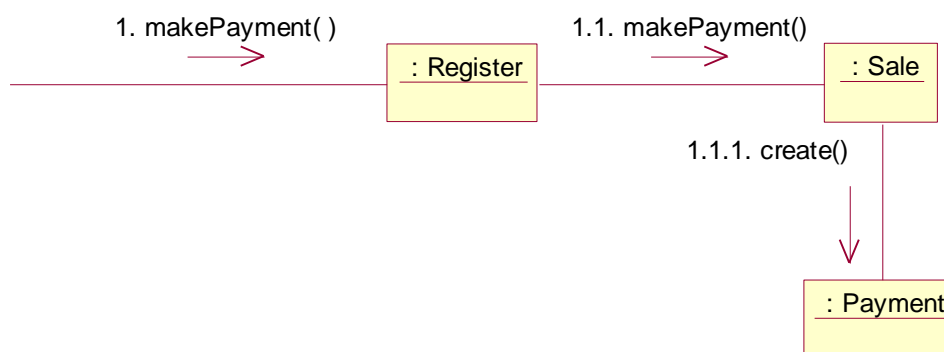 1. makePayment( )
1.1. makePayment()
: Register
: Sale
1.1.1. create()
: Payment